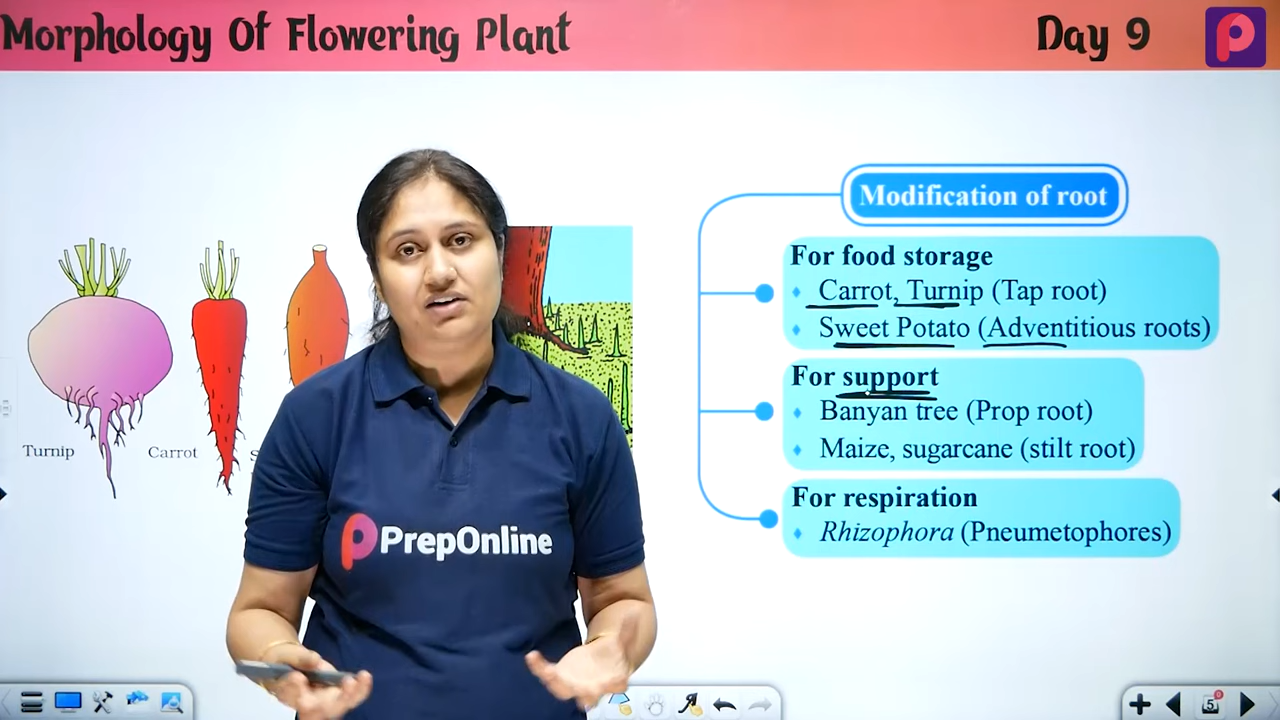 Morphology Of Flowering Plant
Day 9
Modification of root
For food storage
Carrot, Turnip (Tap root)
Sweet Potato (Adventitious roots)
For support
Banyan tree (Prop root)
Maize, sugarcane (stilt root)
For respiration
Rhizophora (Pneumetophores)
Turnip
Carrot
PrepOnline